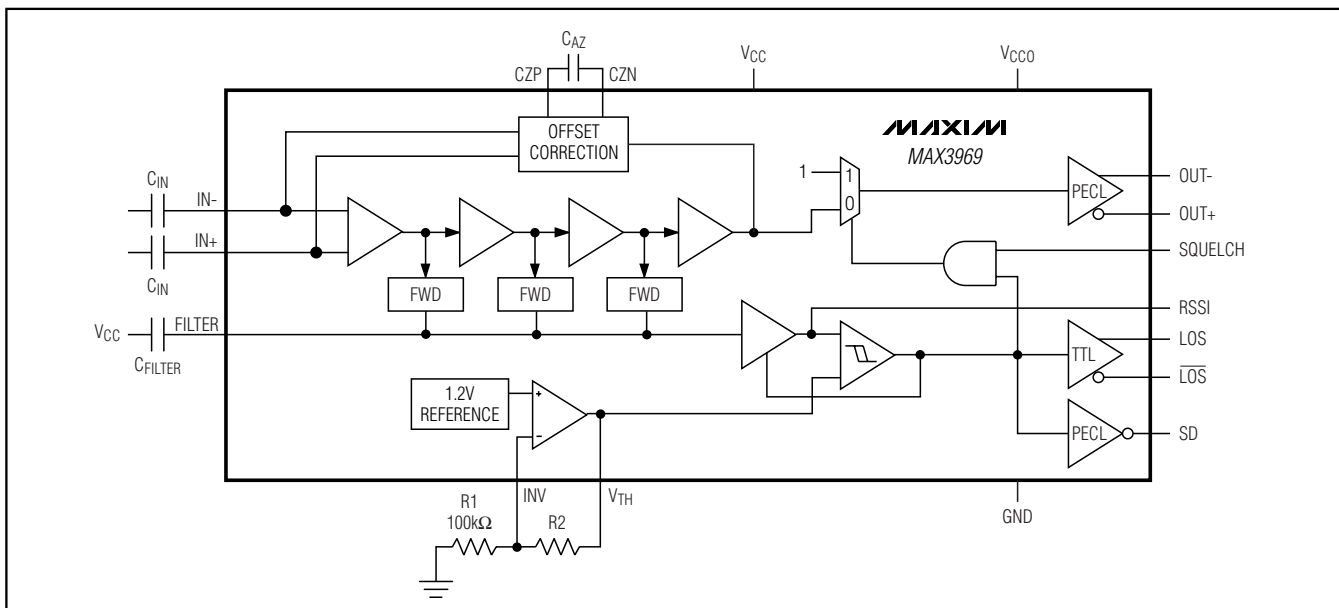 C_AZ
CZP CZN
V_CC
V_CCO
OFFSET
CORRECTION
MAXIM
MAX3969
C_IN
IN-
IN+
C_IN
1
1
0
PECL
OUT-
OUT+
SQUELCH
FWD FWD FWD
V_CC
FILTER
C_FILTER
RSSI
TTL
LOS
L̅O̅S̅
1.2V
REFERENCE
+
-
PECL
SD
INV
V_TH
R1
100kΩ
R2
GND